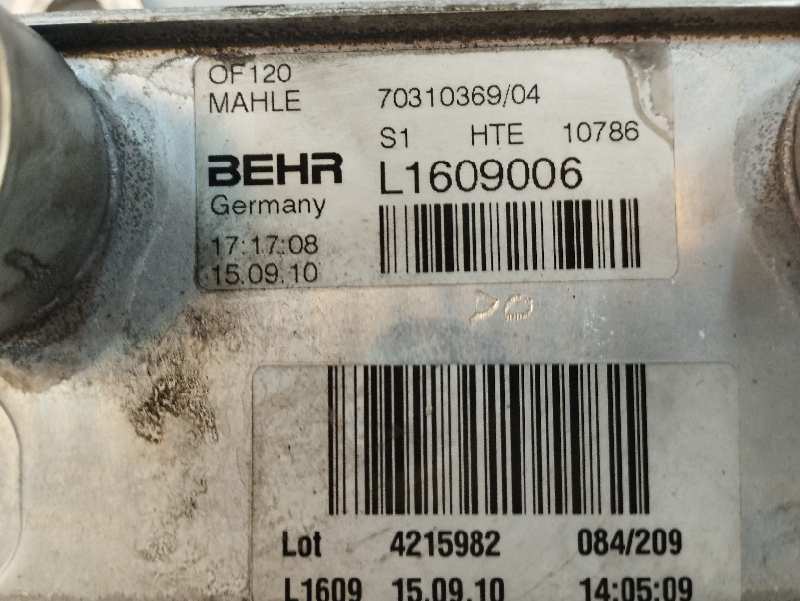 OF120
MAHLE 70310369/04
S1 HTE 10786
BEHR L1609006
Germany
17:17:08
15.09.10
Lot 4215982 084/209
L1609 15.09.10 14:05:09